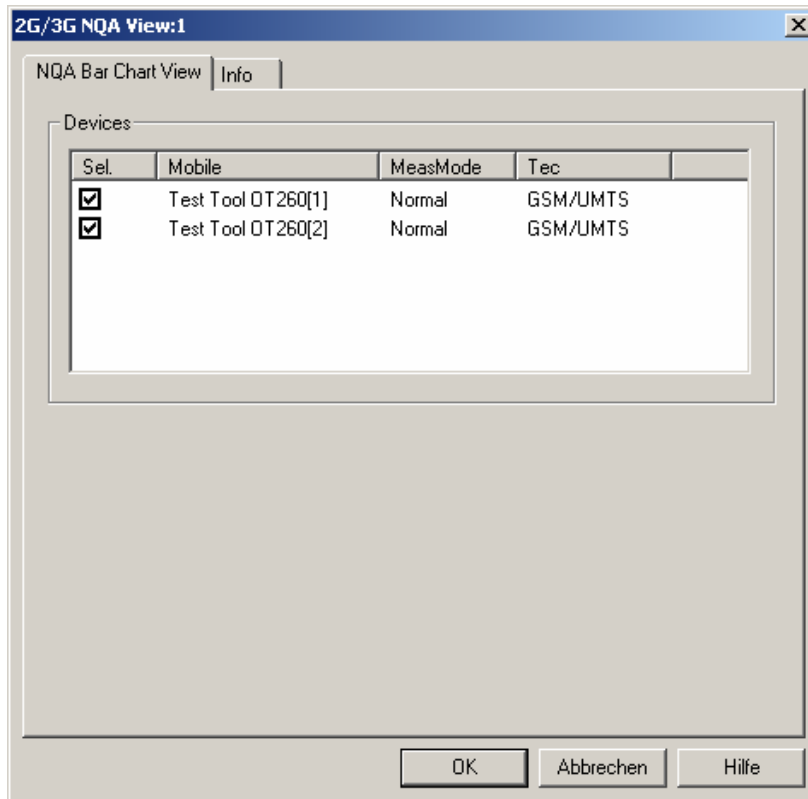 2G/3G NQA View:1
NQA Bar Chart View Info
Devices
Sel. Mobile MeasMode Tec
Test Tool OT260[1] Normal GSM/UMTS
Test Tool OT260[2] Normal GSM/UMTS
OK Abbrechen Hilfe